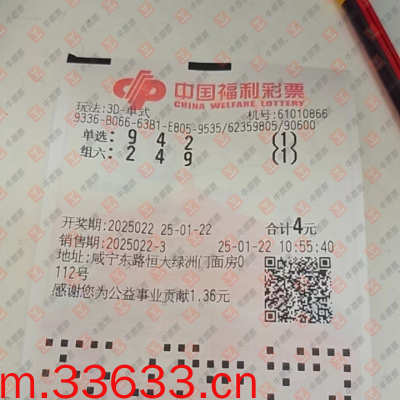 中国福利彩票
CHINA WELFARE LOTTERY
玩法:3D-单式 机号:61010866
9336-B066-63B1-E805-9535/62359805/90600
单选: 9 4 2 (1)
组六: 2 4 9 (1)
开奖期:2025022 25-01-22 合计4元
销售期:2025022-3 25-01-22 10:55:40
地址:咸宁东路恒大绿洲门面房0
112号
感谢您为公益事业贡献1.36元
m.33633.cn